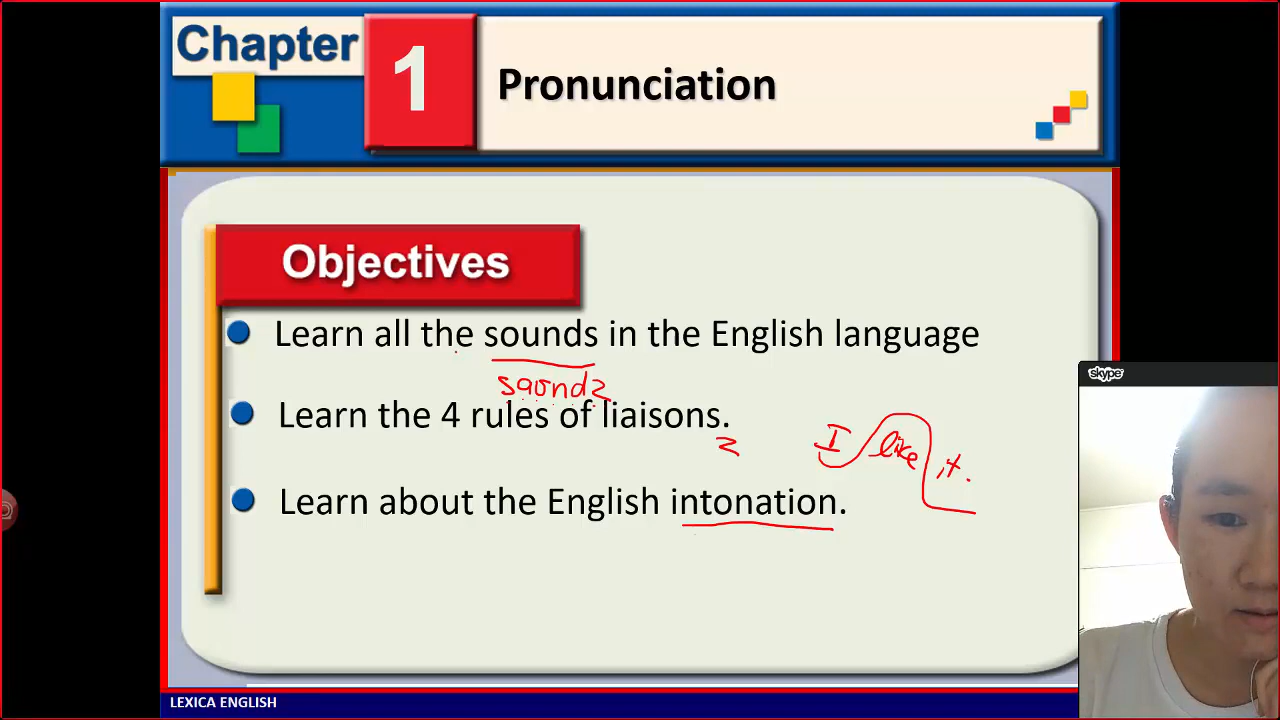 Chapter 1 Pronunciation
Objectives
Learn all the sounds in the English language
saʊndz
Learn the 4 rules of liaisons.
z
I like it.
Learn about the English intonation.
skype
LEXICA ENGLISH